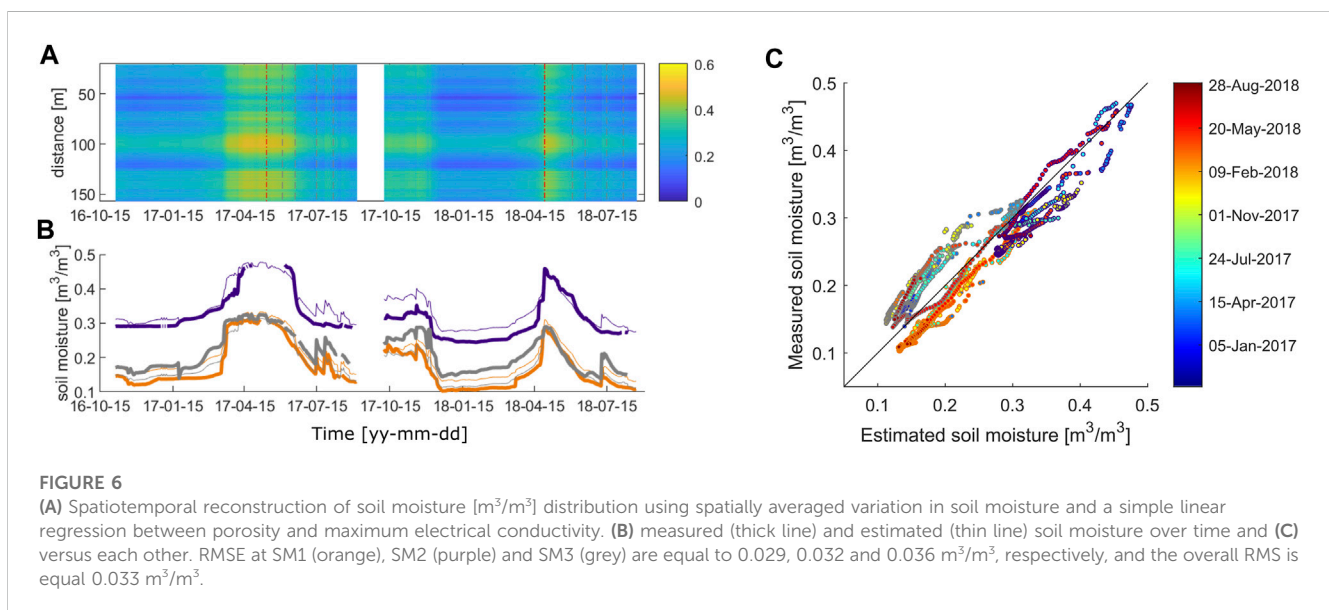 A
distance [m]
50
100
150
16-10-15 17-01-15 17-04-15 17-07-15 17-10-15 18-01-15 18-04-15 18-07-15
0.6
0.4
0.2
0
B
soil moisture [m³/m³]
0.5
0.3
0.2
0.1
16-10-15 17-01-15 17-04-15 17-07-15 17-10-15 18-01-15 18-04-15 18-07-15
Time [yy-mm-dd]
C
Measured soil moisture [m³/m³]
0.5
0.4
0.3
0.2
0.1
0.1 0.2 0.3 0.4 0.5
Estimated soil moisture [m³/m³]
28-Aug-2018
20-May-2018
09-Feb-2018
01-Nov-2017
24-Jul-2017
15-Apr-2017
05-Jan-2017
FIGURE 6
(A) Spatiotemporal reconstruction of soil moisture [m³/m³] distribution using spatially averaged variation in soil moisture and a simple linear
regression between porosity and maximum electrical conductivity. (B) measured (thick line) and estimated (thin line) soil moisture over time and (C)
versus each other. RMSE at SM1 (orange), SM2 (purple) and SM3 (grey) are equal to 0.029, 0.032 and 0.036 m³/m³, respectively, and the overall RMS is
equal 0.033 m³/m³.